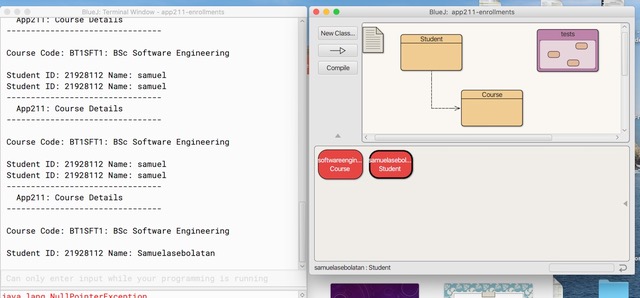 BlueJ: Terminal Window - app211-enrollments
App211: Course Details
-------------------------------
Course Code: BT1SFT1: BSc Software Engineering
Student ID: 21928112 Name: samuel
Student ID: 21928112 Name: samuel
-------------------------------
App211: Course Details
-------------------------------
Course Code: BT1SFT1: BSc Software Engineering
Student ID: 21928112 Name: samuel
Student ID: 21928112 Name: samuel
-------------------------------
App211: Course Details
-------------------------------
Course Code: BT1SFT1: BSc Software Engineering
Student ID: 21928112 Name: Samuelasebolatan
Can only enter input while your programming is running
java.lang.NullPointerException
BlueJ: app211-enrollments
New Class...
Compile
Student
Course
tests
softwareengin...
Course
samuelasebol...
Student
samuelasebolatan : Student